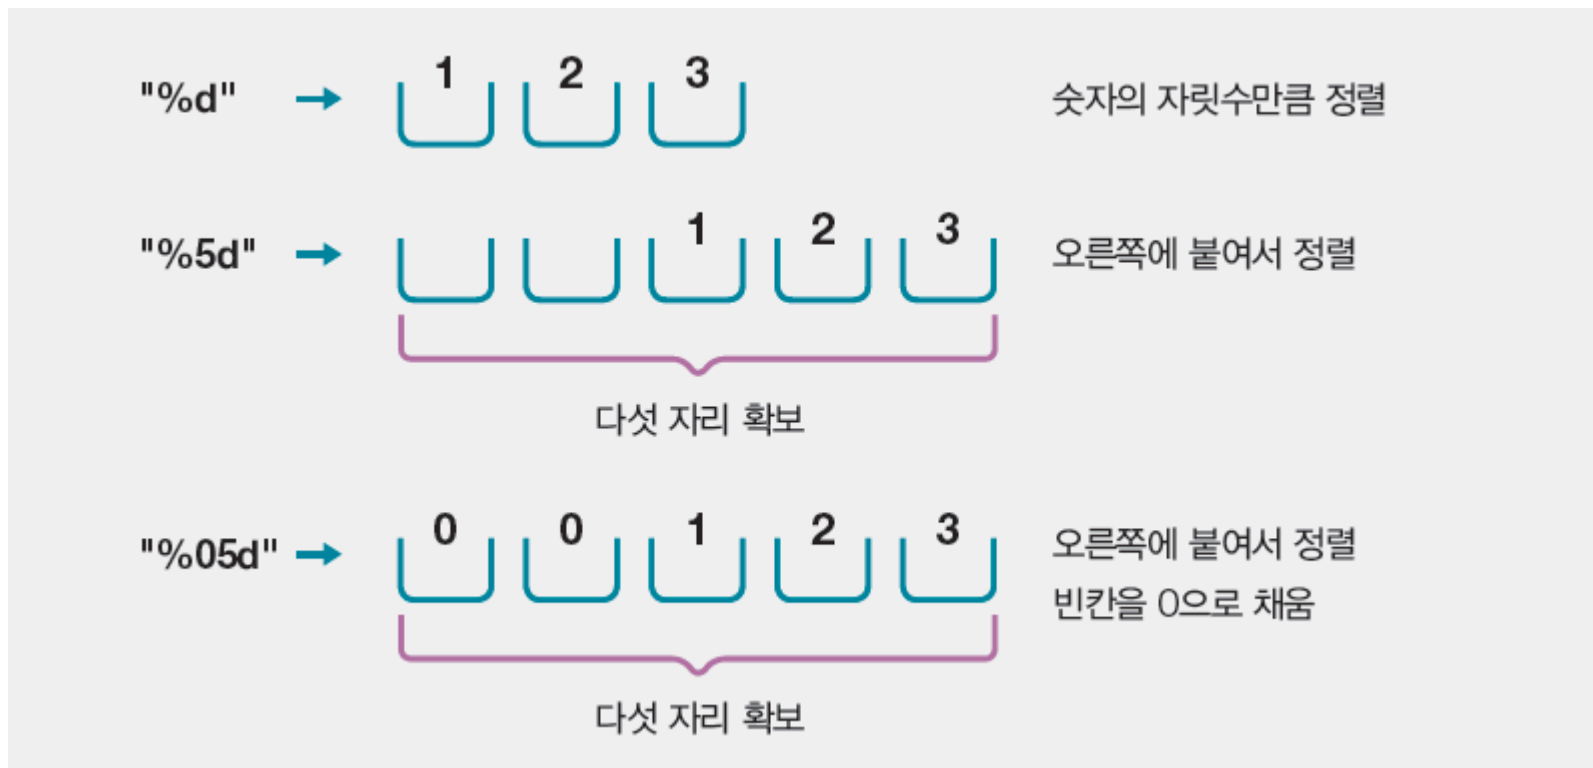 "%d" → 1 2 3 숫자의 자릿수만큼 정렬
"%5d" → 1 2 3 오른쪽에 붙여서 정렬
다섯 자리 확보
"%05d" → 0 0 1 2 3 오른쪽에 붙여서 정렬
빈칸을 0으로 채움
다섯 자리 확보